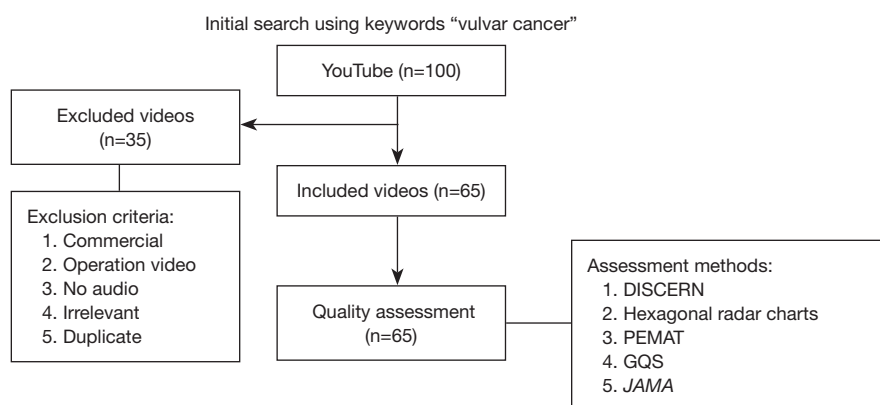 Initial search using keywords “vulvar cancer”
YouTube (n=100)
Excluded videos
(n=35)
Included videos (n=65)
Exclusion criteria:
1. Commercial
2. Operation video
3. No audio
4. Irrelevant
5. Duplicate
Quality assessment
(n=65)
Assessment methods:
1. DISCERN
2. Hexagonal radar charts
3. PEMAT
4. GQS
5. JAMA